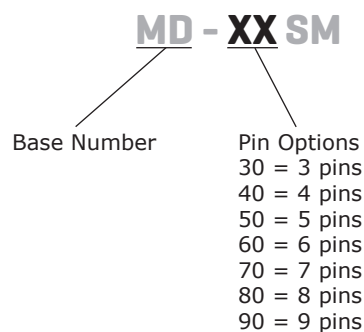 MD - XX SM
Base Number
Pin Options
30 = 3 pins
40 = 4 pins
50 = 5 pins
60 = 6 pins
70 = 7 pins
80 = 8 pins
90 = 9 pins